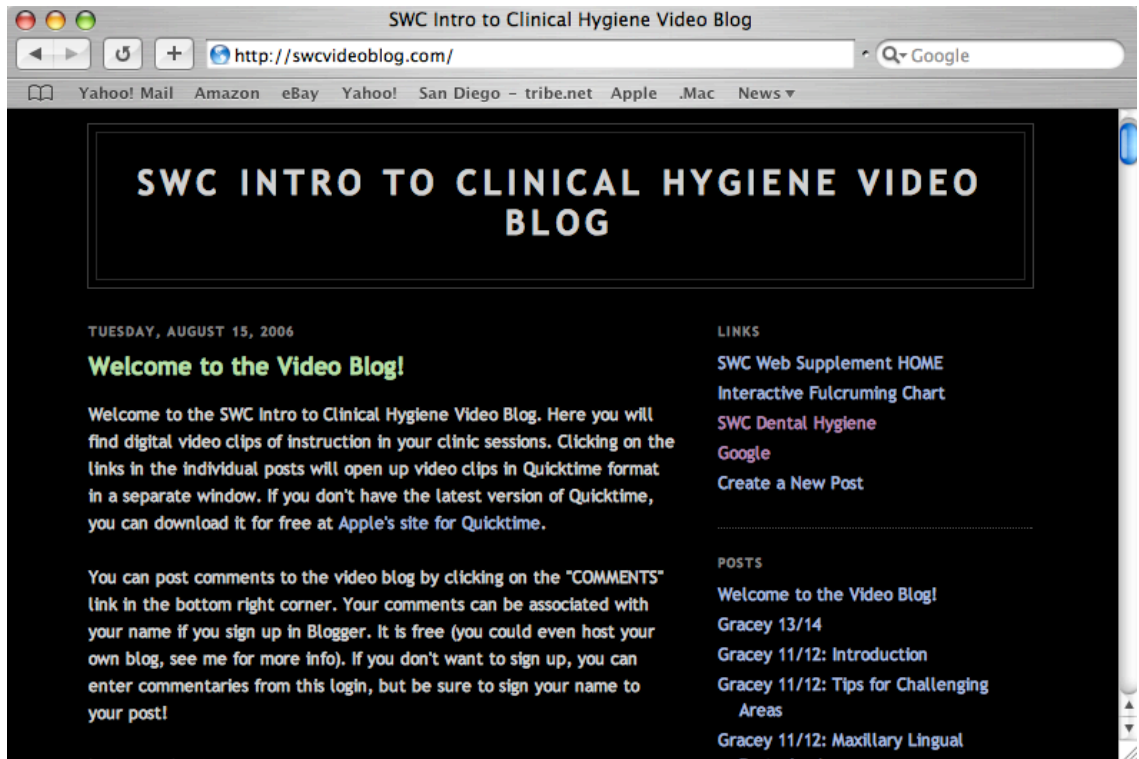 SWC Intro to Clinical Hygiene Video Blog
http://swcvideoblog.com/
Google
Yahoo! Mail Amazon eBay Yahoo! San Diego - tribe.net Apple .Mac News
SWC INTRO TO CLINICAL HYGIENE VIDEO
BLOG
TUESDAY, AUGUST 15, 2006
Welcome to the Video Blog!
Welcome to the SWC Intro to Clinical Hygiene Video Blog. Here you will
find digital video clips of instruction in your clinic sessions. Clicking on the
links in the individual posts will open up video clips in Quicktime format
in a separate window. If you don't have the latest version of Quicktime,
you can download it for free at Apple's site for Quicktime.
You can post comments to the video blog by clicking on the "COMMENTS"
link in the bottom right corner. Your comments can be associated with
your name if you sign up in Blogger. It is free (you could even host your
own blog, see me for more info). If you don't want to sign up, you can
enter commentaries from this login, but be sure to sign your name to
your post!
LINKS
SWC Web Supplement HOME
Interactive Fulcruming Chart
SWC Dental Hygiene
Google
Create a New Post
POSTS
Welcome to the Video Blog!
Gracey 13/14
Gracey 11/12: Introduction
Gracey 11/12: Tips for Challenging
Areas
Gracey 11/12: Maxillary Lingual